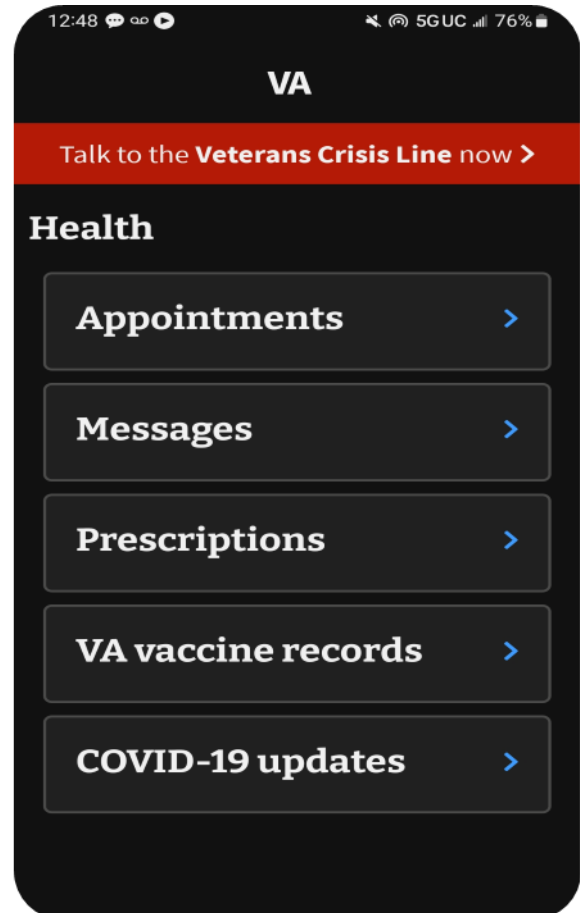 12:48 5GUC 76%
VA
Talk to the Veterans Crisis Line now
Health
Appointments
Messages
Prescriptions
VA vaccine records
COVID-19 updates